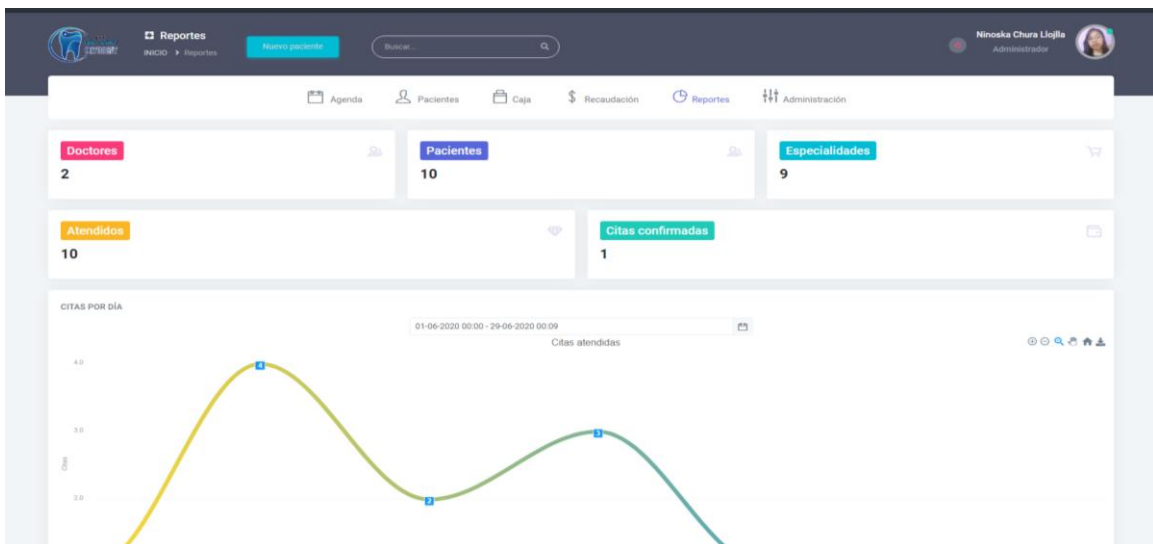 Reportes
INICIO Reportes
Nuevo paciente
Buscar...
Ninoska Chura Llojlla
Administrador
Agenda
Pacientes
Caja
Recaudación
Reportes
Administración
Doctores
2
Pacientes
10
Especialidades
9
Atendidos
10
Citas confirmadas
1
CITAS POR DÍA
01-06-2020 00:00 - 29-06-2020 00:09
Citas atendidas
4.0
3.0
2.0
Citas
4
2
3